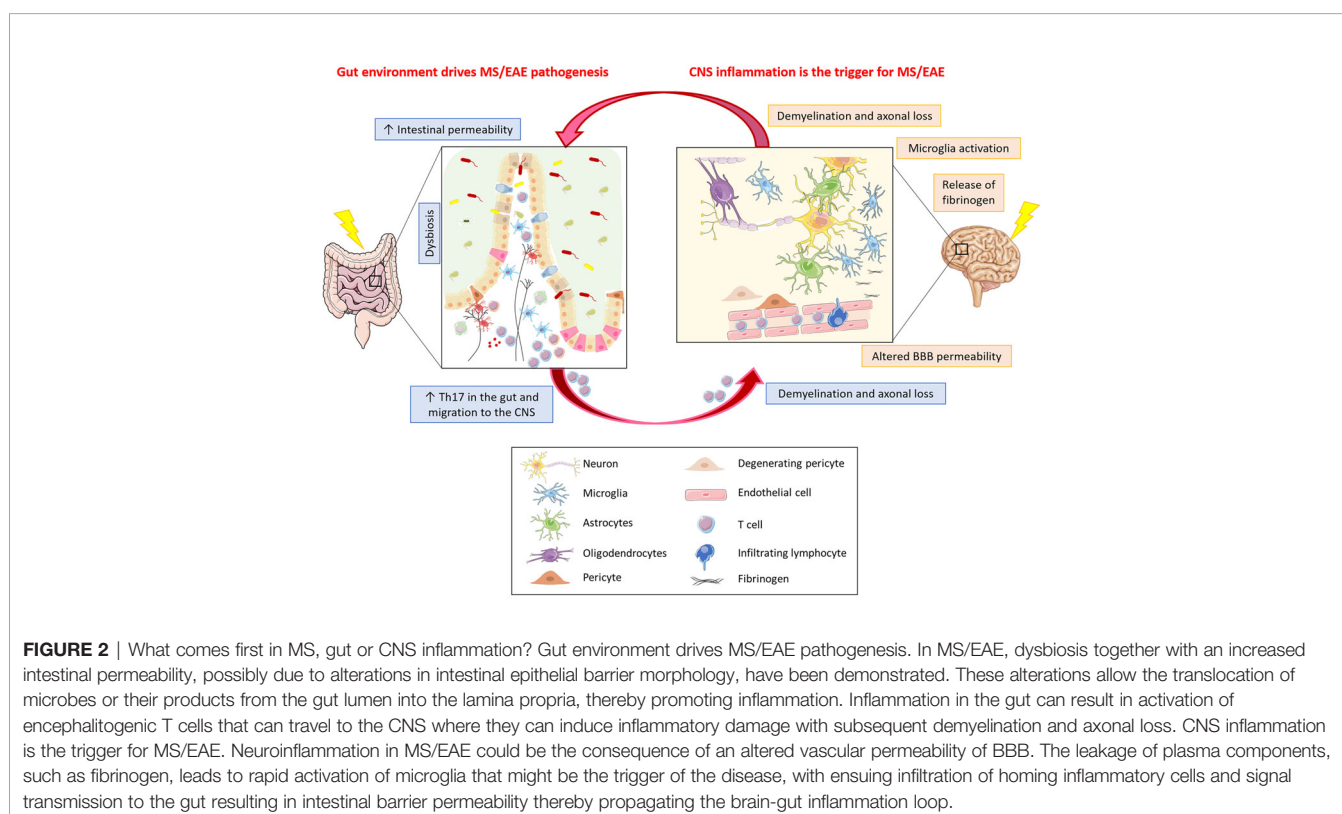 Gut environment drives MS/EAE pathogenesis
CNS inflammation is the trigger for MS/EAE
↑ Intestinal permeability
Dysbiosis
↑ Th17 in the gut and
migration to the CNS
Demyelination and axonal loss
Microglia activation
Release of
fibrinogen
Altered BBB permeability
Demyelination and axonal loss
Neuron
Microglia
Astrocytes
Oligodendrocytes
Pericyte
Degenerating pericyte
Endothelial cell
T cell
Infiltrating lymphocyte
Fibrinogen
FIGURE 2 | What comes first in MS, gut or CNS inflammation? Gut environment drives MS/EAE pathogenesis. In MS/EAE, dysbiosis together with an increased
intestinal permeability, possibly due to alterations in intestinal epithelial barrier morphology, have been demonstrated. These alterations allow the translocation of
microbes or their products from the gut lumen into the lamina propria, thereby promoting inflammation. Inflammation in the gut can result in activation of
encephalitogenic T cells that can travel to the CNS where they can induce inflammatory damage with subsequent demyelination and axonal loss. CNS inflammation
is the trigger for MS/EAE. Neuroinflammation in MS/EAE could be the consequence of an altered vascular permeability of BBB. The leakage of plasma components,
such as fibrinogen, leads to rapid activation of microglia that might be the trigger of the disease, with ensuing infiltration of homing inflammatory cells and signal
transmission to the gut resulting in intestinal barrier permeability thereby propagating the brain-gut inflammation loop.